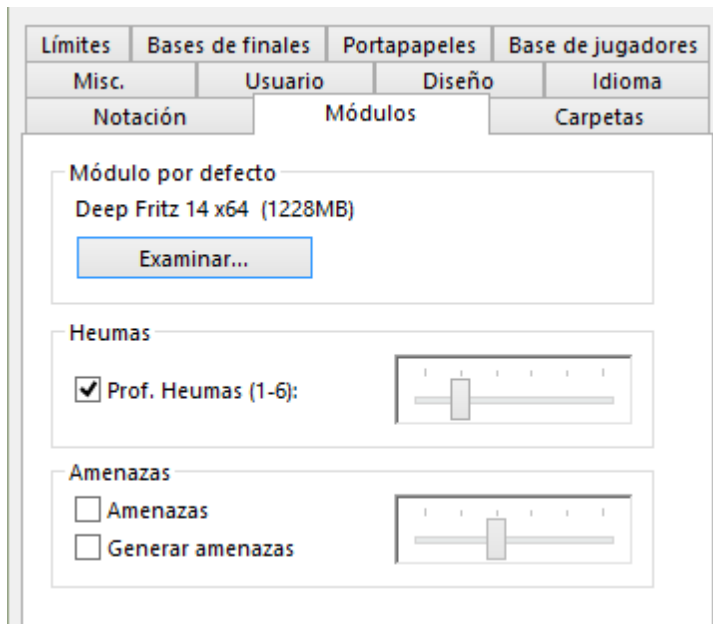 Límites Bases de finales Portapapeles Base de jugadores
Misc. Usuario Diseño Idioma
Notación Módulos Carpetas
Módulo por defecto
Deep Fritz 14 x64 (1228MB)
Examinar...
Heumas
Prof. Heumas (1-6):
Amenazas
Amenazas
Generar amenazas